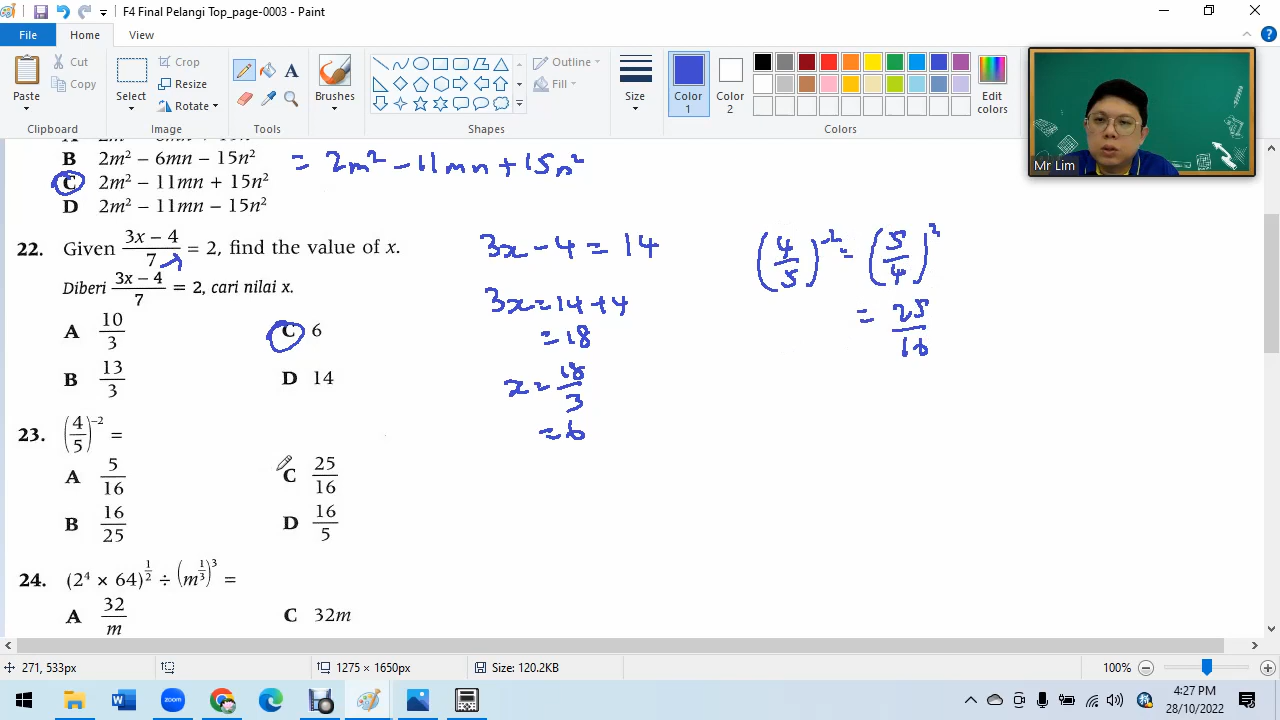 F4 Final Pelangi Top_page-0003 - Paint
File Home View
Paste Cut Copy Clipboard
Select Crop Resize Rotate Image
Tools
Brushes
Shapes Outline Fill
Size
Color 1 Color 2 Edit colors Colors
Mr Lim
B 2m² – 6mn – 15n²
C 2m² – 11mn + 15n²
D 2m² – 11mn – 15n²
= 2m² – 11mn + 15n²
22. Given (3x – 4)/7 = 2, find the value of x.
Diberi (3x – 4)/7 = 2, cari nilai x.
A 10/3 C 6
B 13/3 D 14
3x – 4 = 14
3x = 14 + 4
= 18
x = 18/3
= 6
(4/5)⁻² = (5/4)²
= 25/16
23. (4/5)⁻² =
A 5/16 C 25/16
B 16/25 D 16/5
24. (2⁴ × 64)^(1/2) ÷ (m^(1/3))³ =
A 32/m C 32m
271, 533px 1275 × 1650px Size: 120.2KB 100%
zoom
4:27 PM
28/10/2022